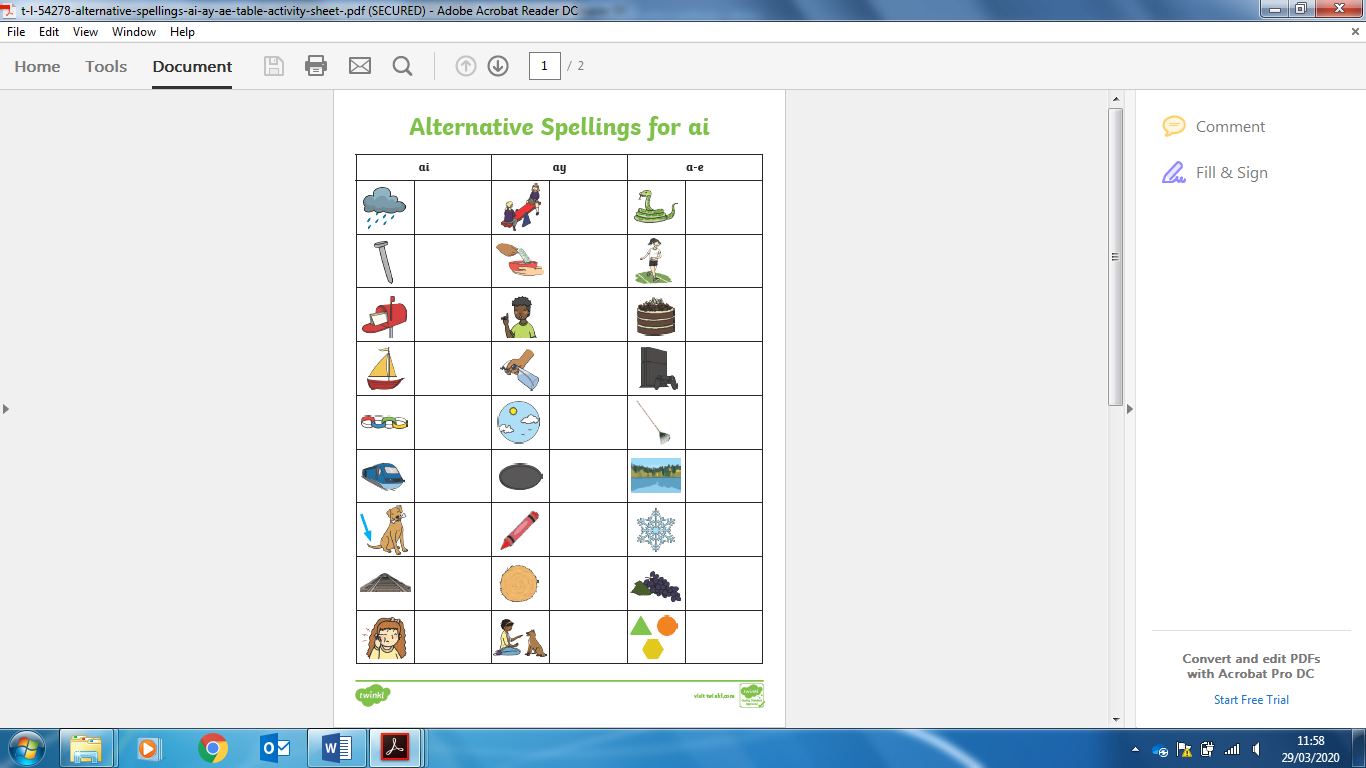 t-l-54278-alternative-spellings-ai-ay-ae-table-activity-sheet-.pdf (SECURED) - Adobe Acrobat Reader DC
File Edit View Window Help
Home Tools Document 1 / 2
Alternative Spellings for ai
ai ay a-e
twinkl
visit twinkl.com
twinkl
Comment
Fill & Sign
Convert and edit PDFs
with Acrobat Pro DC
Start Free Trial
11:58
29/03/2020